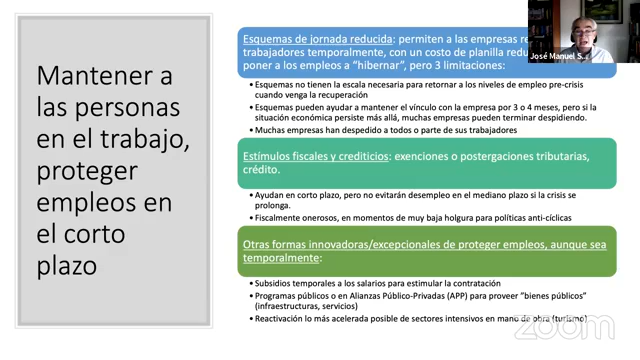 Mantener a
las personas
en el trabajo,
proteger
empleos en
el corto
plazo
Esquemas de jornada reducida: permiten a las empresas re
trabajadores temporalmente, con un costo de planilla redu
poner a los empleos a “hibernar”, pero 3 limitaciones:
• Esquemas no tienen la escala necesaria para retornar a los niveles de empleo pre-crisis
cuando venga la recuperación
• Esquemas pueden ayudar a mantener el vínculo con la empresa por 3 o 4 meses, pero si la
situación económica persiste más allá, muchas empresas pueden terminar despidiendo.
• Muchas empresas han despedido a todos o parte de sus trabajadores
Estímulos fiscales y crediticios: exenciones o postergaciones tributarias,
crédito.
• Ayudan en corto plazo, pero no evitarán desempleo en el mediano plazo si la crisis se
prolonga.
• Fiscalmente onerosos, en momentos de muy baja holgura para políticas anti-cíclicas
Otras formas innovadoras/excepcionales de proteger empleos, aunque sea
temporalmente:
• Subsidios temporales a los salarios para estimular la contratación
• Programas públicos o en Alianzas Público-Privadas (APP) para proveer “bienes públicos”
(infraestructuras, servicios)
• Reactivación lo más acelerada posible de sectores intensivos en mano de obra (turismo)
José Manuel S...
zoom